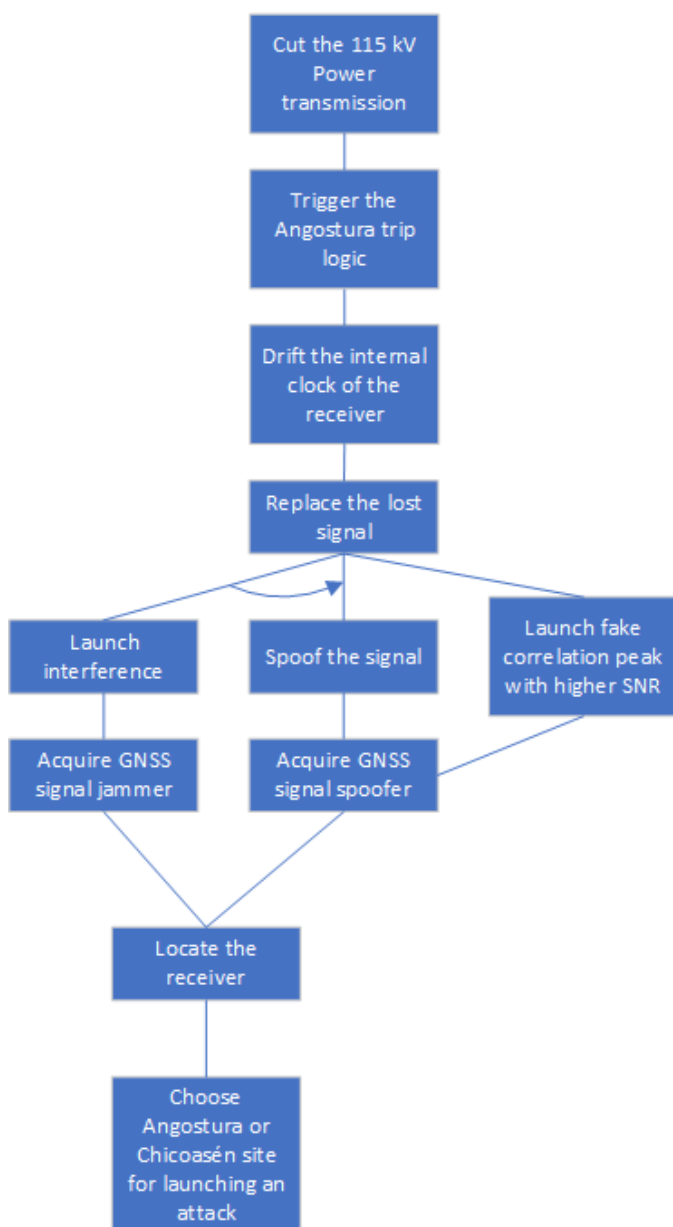 Cut the 115 kV
Power
transmission
Trigger the
Angostura trip
logic
Drift the internal
clock of the
receiver
Replace the lost
signal
Launch
interference
Spoof the signal
Launch fake
correlation peak
with higher SNR
Acquire GNSS
signal jammer
Acquire GNSS
signal spoofer
Locate the
receiver
Choose
Angostura or
Chicoasén site
for launching an
attack